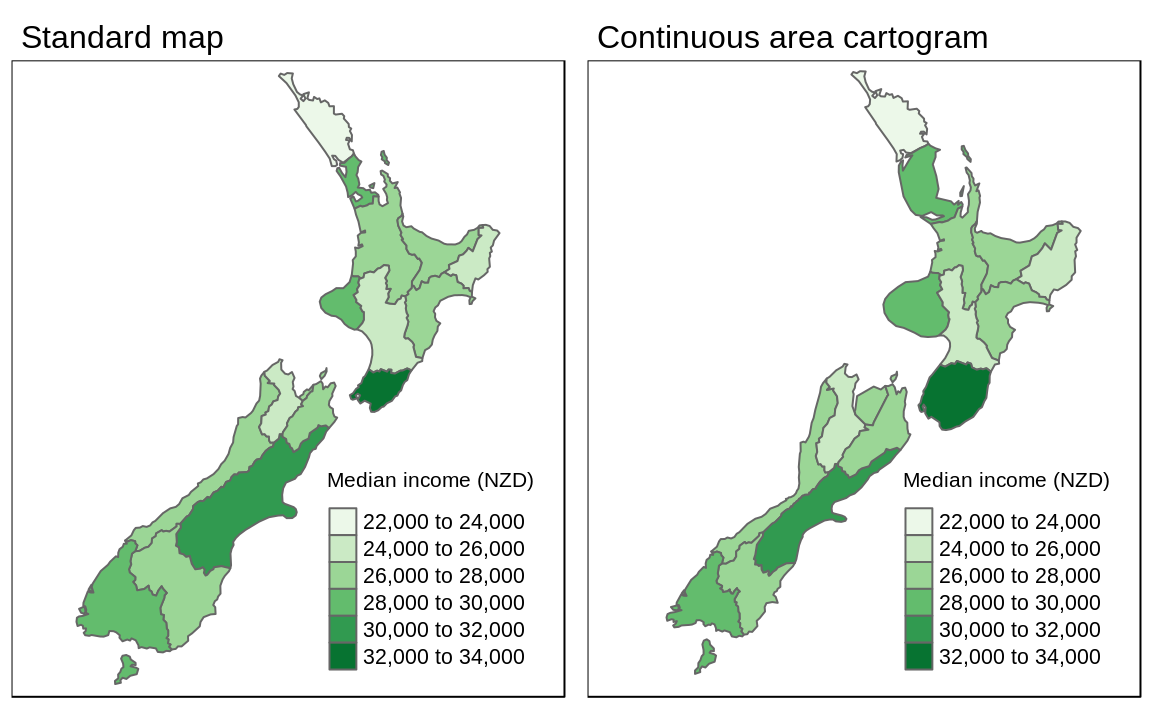 Standard map
Continuous area cartogram
Median income (NZD)
22,000 to 24,000
24,000 to 26,000
26,000 to 28,000
28,000 to 30,000
30,000 to 32,000
32,000 to 34,000
Median income (NZD)
22,000 to 24,000
24,000 to 26,000
26,000 to 28,000
28,000 to 30,000
30,000 to 32,000
32,000 to 34,000